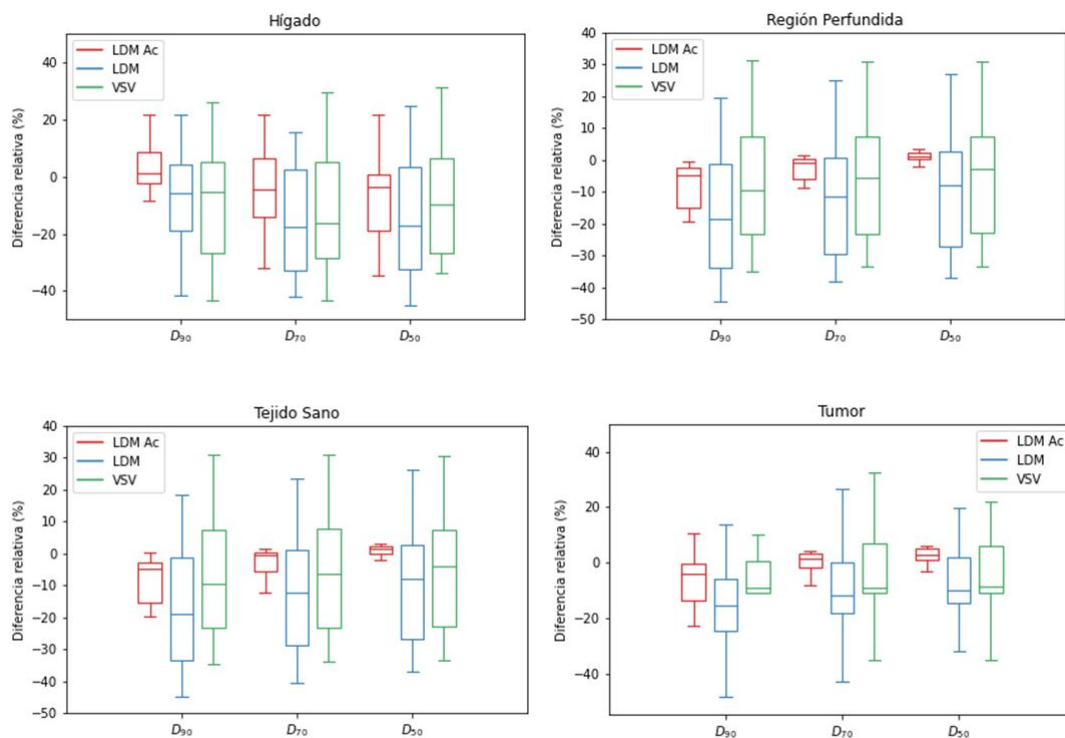 Hígado
LDM Ac
LDM
VSV
Diferencia relativa (%)
40
20
0
−20
−40
D90
D70
D50
Región Perfundida
LDM Ac
LDM
VSV
Diferencia relativa (%)
40
30
20
10
0
−10
−20
−30
−40
−50
D90
D70
D50
Tejido Sano
LDM Ac
LDM
VSV
Diferencia relativa (%)
40
30
20
10
0
−10
−20
−30
−40
−50
D90
D70
D50
Tumor
LDM Ac
LDM
VSV
Diferencia relativa (%)
40
20
0
−20
−40
D90
D70
D50